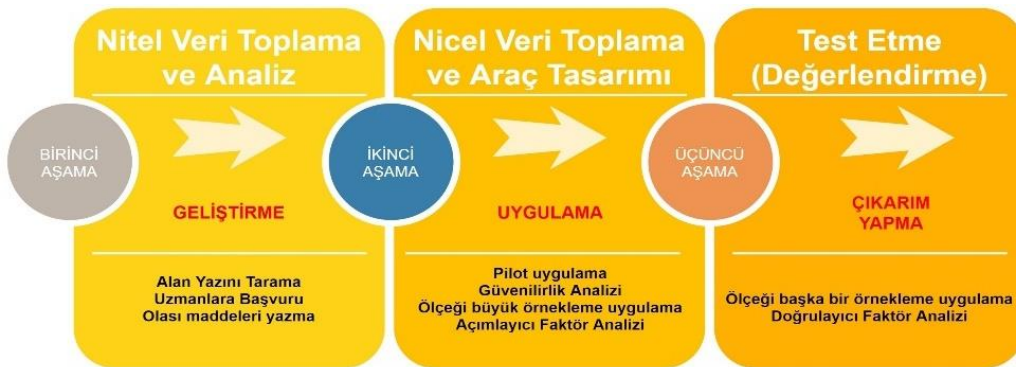 Nitel Veri Toplama
ve Analiz
BİRİNCİ
AŞAMA
GELİŞTİRME
Alan Yazını Tarama
Uzmanlara Başvuru
Olası maddeleri yazma
Nicel Veri Toplama
ve Araç Tasarımı
İKİNCİ
AŞAMA
UYGULAMA
Pilot uygulama
Güvenilirlik Analizi
Ölçeği büyük örnekleme uygulama
Açımlayıcı Faktör Analizi
Test Etme
(Değerlendirme)
ÜÇÜNCÜ
AŞAMA
ÇIKARIM
YAPMA
Ölçeği başka bir örnekleme uygulama
Doğrulayıcı Faktör Analizi